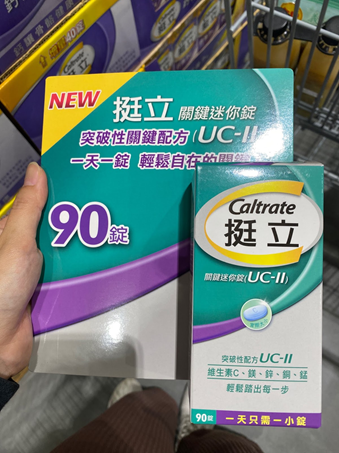 NEW
挺立 關鍵迷你錠
突破性關鍵配方 (UC-II
一天一錠 輕鬆自在的關鍵
90錠
Caltrate
挺立
關鍵迷你錠(UC-II)
突破性配方 UC-II
維生素C、鎂、鋅、銅、錳
輕鬆踏出每一步
90錠 一天只需一小錠